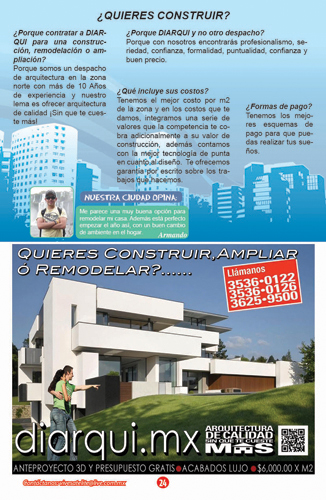 ¿QUIERES CONSTRUIR?
¿Porque contratar a DIAR-
QUI para una construc-
ción, remodelación o am-
pliación?
Porque somos un despacho
de arquitectura en la zona
norte con más de 10 Años
de experiencia y nuestro
lema es ofrecer arquitectura
de calidad ¡Sin que te cues-
te más!
¿Porque DIARQUI y no otro despacho?
Porque con nosotros encontrarás profesionalismo, se-
riedad, confianza, formalidad, puntualidad, confianza y
buen precio.
¿Qué incluye sus costos?
Tenemos el mejor costo por m2
de la zona y en los costos que te
damos, integramos una serie de
valores que la competencia te co-
bra adicionalmente a su valor de
construcción, además contamos
con la mejor tecnología de punta
en cuanto al diseño. Te ofrecemos
garantía por escrito sobre los tra-
bajos que hacemos.
¿Formas de pago?
Tenemos los mejo-
res esquemas de
pago para que pue-
das realizar tus sue-
ños.
NUESTRA CIUDAD OPINA:
Me parece una muy buena opción para
remodelar mi casa. Además está perfecto
empezar el año así, con un buen cambio
de ambiente en el hogar.
Armando
QUIERES CONSTRUIR,AMPLIAR
Ó REMODELAR?......
Llámanos
3536•0122
3536•0126
3625•9500
diarqui.mx
ARQUITECTURA
DE CALIDAD
SIN QUE TE CUESTE
MAS
ANTEPROYECTO 3D Y PRESUPUESTO GRATIS●ACABADOS LUJO●$6,000.00 X M2
24